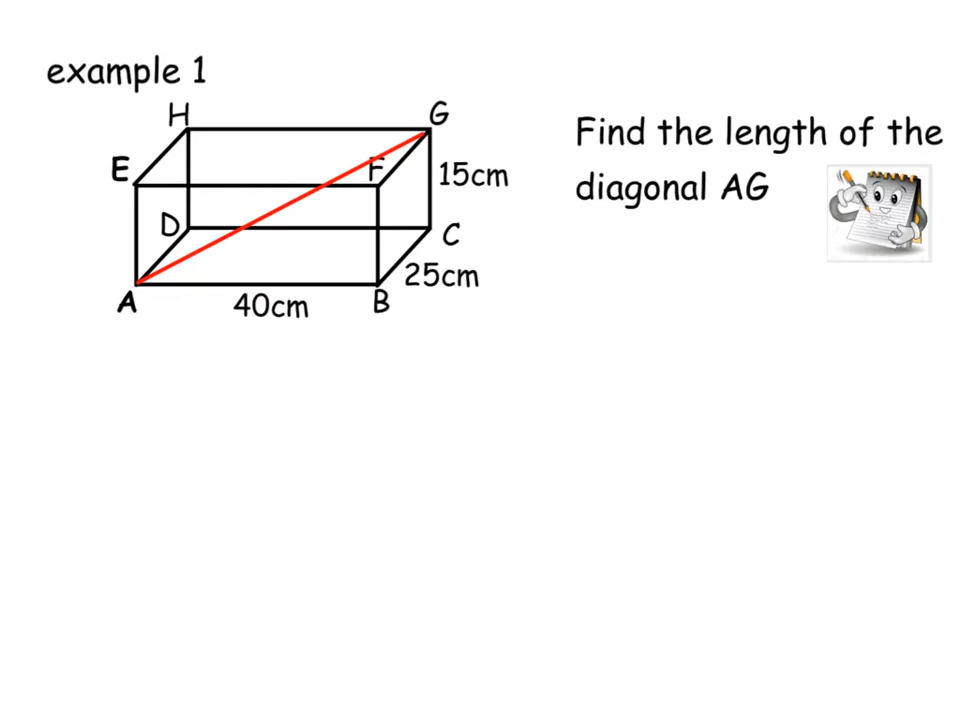 example 1
H
G
E
F
15cm
D
C
25cm
A
40cm
B
Find the length of the
diagonal AG